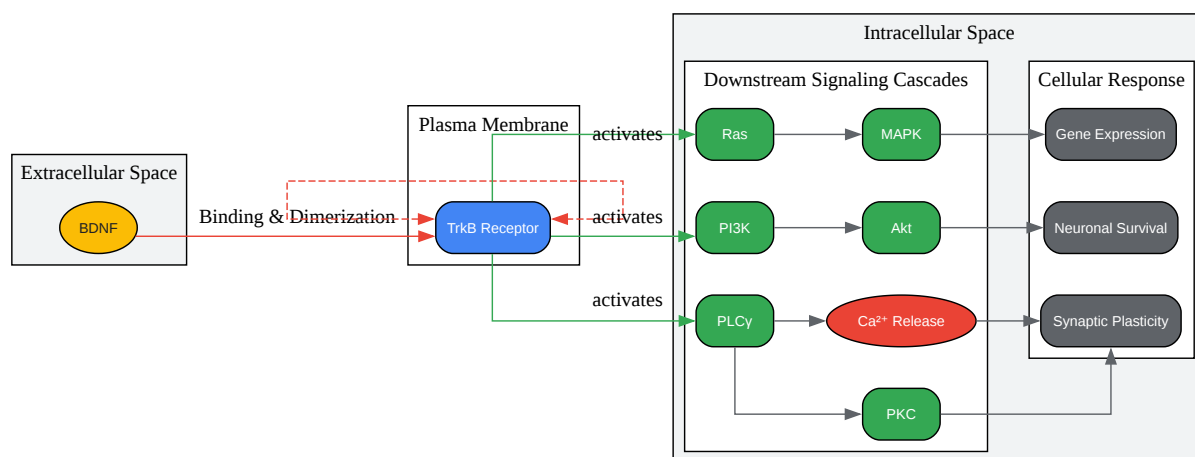 Intracellular Space
Downstream Signaling Cascades
Cellular Response
Plasma Membrane
activates
Ras
MAPK
Gene Expression
Extracellular Space
BDNF
Binding & Dimerization
TrkB Receptor
activates
PI3K
Akt
Neuronal Survival
activates
PLCγ
Ca²⁺ Release
Synaptic Plasticity
PKC